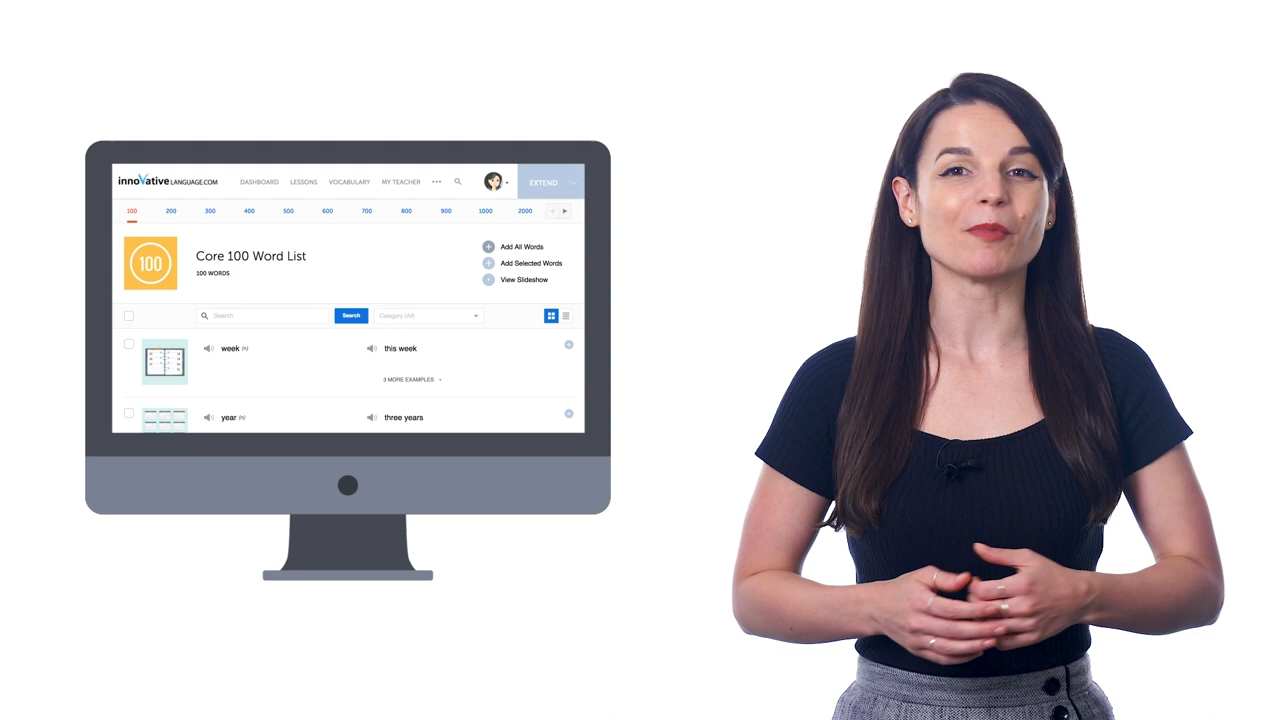 innoVative LANGUAGE.COM DASHBOARD LESSONS VOCABULARY MY TEACHER EXTEND
100 200 300 400 500 600 700 800 900 1000 2000
100
Core 100 Word List
100 WORDS
Add All Words
Add Selected Words
View Slideshow
Search Search Category (All)
week (n) this week
3 MORE EXAMPLES
year (n) three years